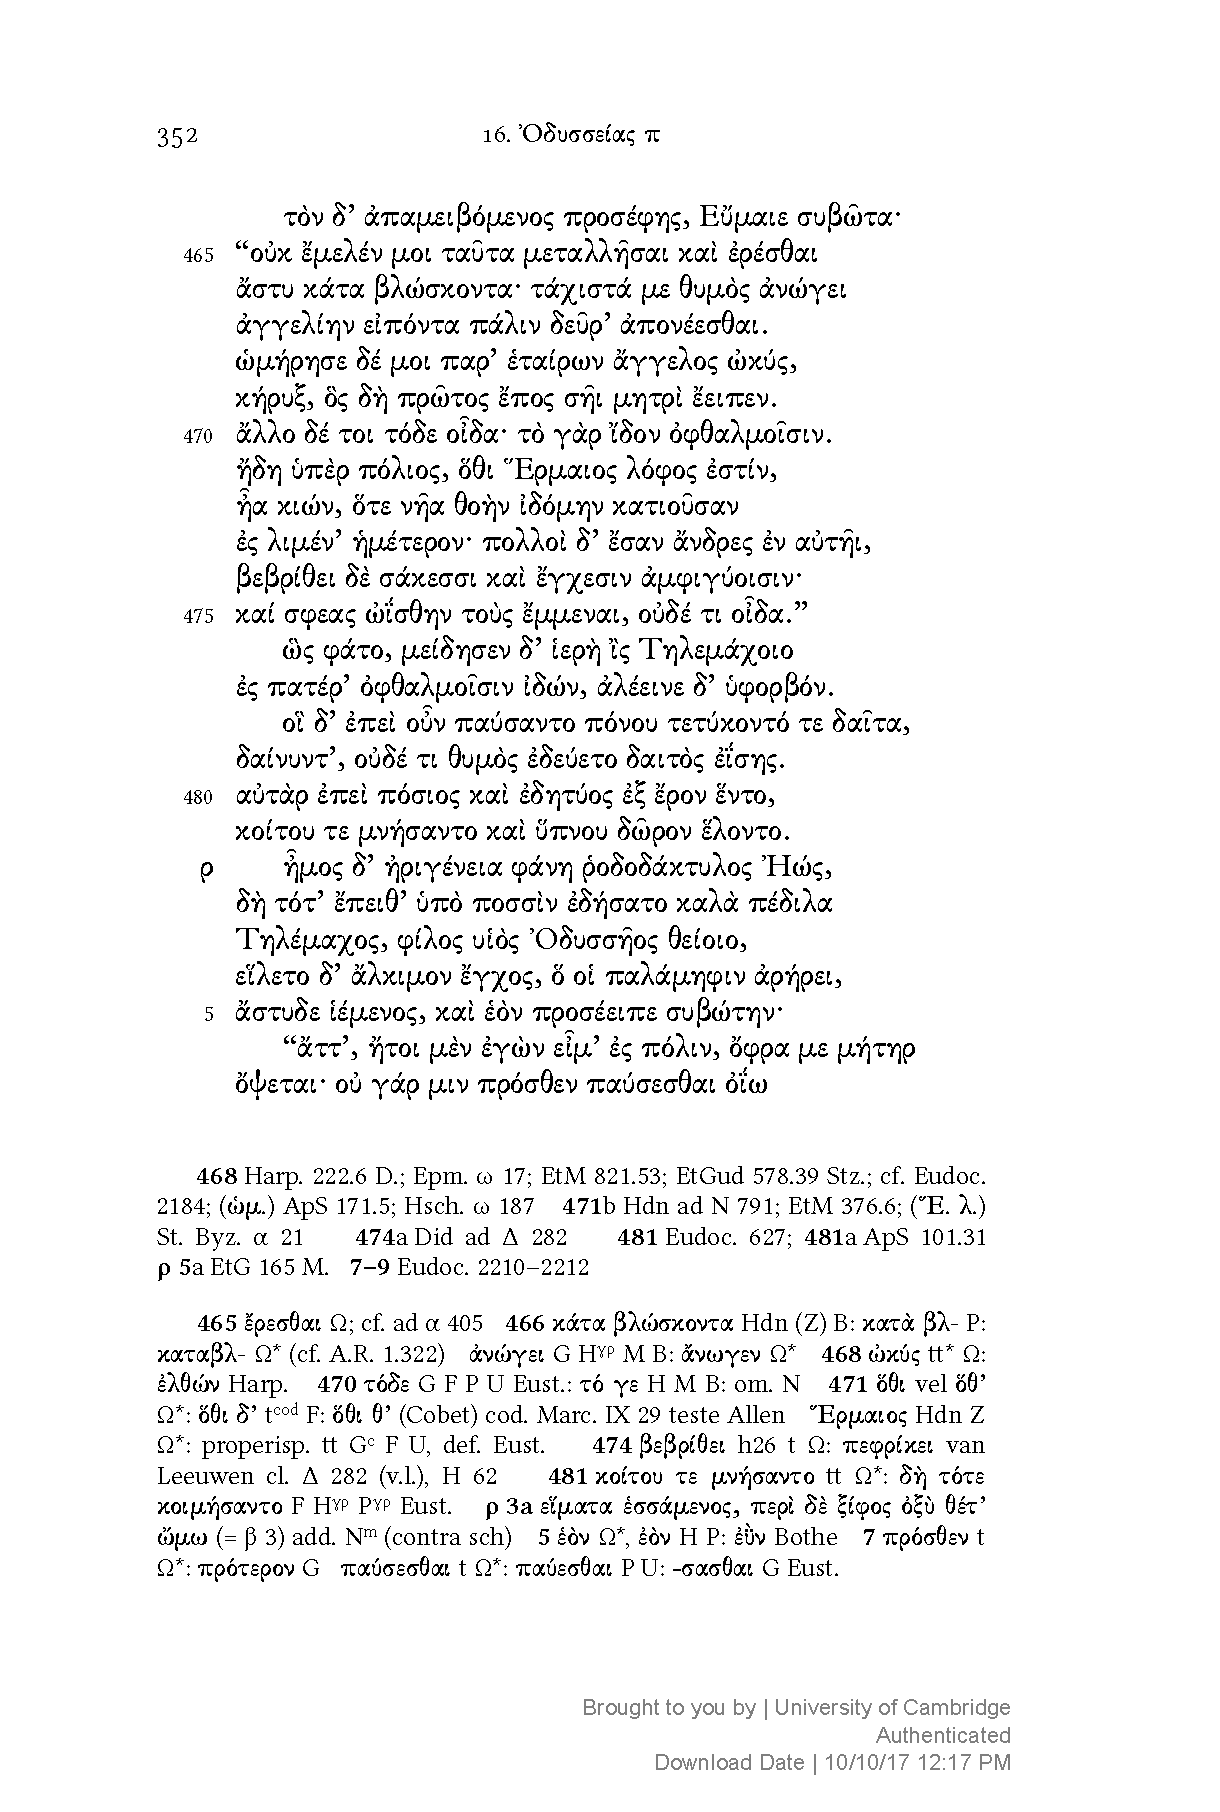 352 16. Ὀδυσσείας π
τὸν δ’ ἀπαμειβόμενος προσέφης, Εὔμαιε συβῶτα·
465 “οὐκ ἔμελέν μοι ταῦτα μεταλλῆσαι καὶ ἐρέσθαι
ἄστυ κάτα βλώσκοντα· τάχιστά με θυμὸς ἀνώγει
ἀγγελίην εἰπόντα πάλιν δεῦρ’ ἀπονέεσθαι.
ὡμήρησε δέ μοι παρ’ ἑταίρων ἄγγελος ὠκύς,
κήρυξ, ὃς δὴ πρῶτος ἔπος σῆι μητρὶ ἔειπεν.
470 ἄλλο δέ τοι τόδε οἶδα· τὸ γὰρ ἴδον ὀφθαλμοῖσιν.
ἤδη ὑπὲρ πόλιος, ὅθι Ἕρμαιος λόφος ἐστίν,
ἦα κιών, ὅτε νῆα θοὴν ἰδόμην κατιοῦσαν
ἐς λιμέν’ ἡμέτερον· πολλοὶ δ’ ἔσαν ἄνδρες ἐν αὐτῆι,
βεβρίθει δὲ σάκεσσι καὶ ἔγχεσιν ἀμφιγύοισιν·
475 καί σφεας ὠΐσθην τοὺς ἔμμεναι, οὐδέ τι οἶδα.”
ὣς φάτο, μείδησεν δ’ ἱερὴ ἲς Τηλεμάχοιο
ἐς πατέρ’ ὀφθαλμοῖσιν ἰδών, ἀλέεινε δ’ ὑφορβόν.
οἳ δ’ ἐπεὶ οὖν παύσαντο πόνου τετύκοντό τε δαῖτα,
δαίνυντ’, οὐδέ τι θυμὸς ἐδεύετο δαιτὸς ἐΐσης.
480 αὐτὰρ ἐπεὶ πόσιος καὶ ἐδητύος ἐξ ἔρον ἕντο,
κοίτου τε μνήσαντο καὶ ὕπνου δῶρον ἕλοντο.
ρ ἦμος δ’ ἠριγένεια φάνη ῥοδοδάκτυλος Ἠώς,
δὴ τότ’ ἔπειθ’ ὑπὸ ποσσὶν ἐδήσατο καλὰ πέδιλα
Τηλέμαχος, φίλος υἱὸς Ὀδυσσῆος θείοιο,
εἵλετο δ’ ἄλκιμον ἔγχος, ὅ οἱ παλάμηφιν ἀρήρει,
5 ἄστυδε ἱέμενος, καὶ ἑὸν προσέειπε συβώτην·
“ἄττ’, ἤτοι μὲν ἐγὼν εἶμ’ ἐς πόλιν, ὄφρα με μήτηρ
ὄψεται· οὐ γάρ μιν πρόσθεν παύσεσθαι ὀΐω
468 Harp. 222.6 D.; Epm. ω 17; EtM 821.53; EtGud 578.39 Stz.; cf. Eudoc.
2184; (ὡμ.) ApS 171.5; Hsch. ω 187 471b Hdn ad N 791; EtM 376.6; (Ἕ. λ.)
St. Byz. α 21 474a Did ad Δ 282 481 Eudoc. 627; 481a ApS 101.31
ρ 5a EtG 165 M. 7–9 Eudoc. 2210–2212
465 ἔρεσθαι Ω; cf. ad α 405 466 κάτα βλώσκοντα Hdn (Z) B: κατὰ βλ- P:
καταβλ- Ω* (cf. A.R. 1.322) ἀνώγει G Hγρ M B: ἄνωγεν Ω* 468 ὠκύς tt* Ω:
ἐλθών Harp. 470 τόδε G F P U Eust.: τό γε H M B: om. N 471 ὅθι vel ὅθ’
Ω*: ὅθι δ’ tcod F: ὅθι θ’ (Cobet) cod. Marc. IX 29 teste Allen Ἕρμαιος Hdn Z
Ω*: properisp. tt Gc F U, def. Eust. 474 βεβρίθει h26 t Ω: πεφρίκει van
Leeuwen cl. Δ 282 (v.l.), H 62 481 κοίτου τε μνήσαντο tt Ω*: δὴ τότε
κοιμήσαντο F Hγρ Pγρ Eust. ρ 3a εἵματα ἑσσάμενος, περὶ δὲ ξίφος ὀξὺ θέτ’
ὤμω (= β 3) add. Nm (contra sch) 5 ἑὸν Ω*, ἐὸν H P: ἐῢν Bothe 7 πρόσθεν t
Ω*: πρότερον G παύσεσθαι t Ω*: παύεσθαι P U: -σασθαι G Eust.
Brought to you by | University of Cambridge
Authenticated
Download Date | 10/10/17 12:17 PM